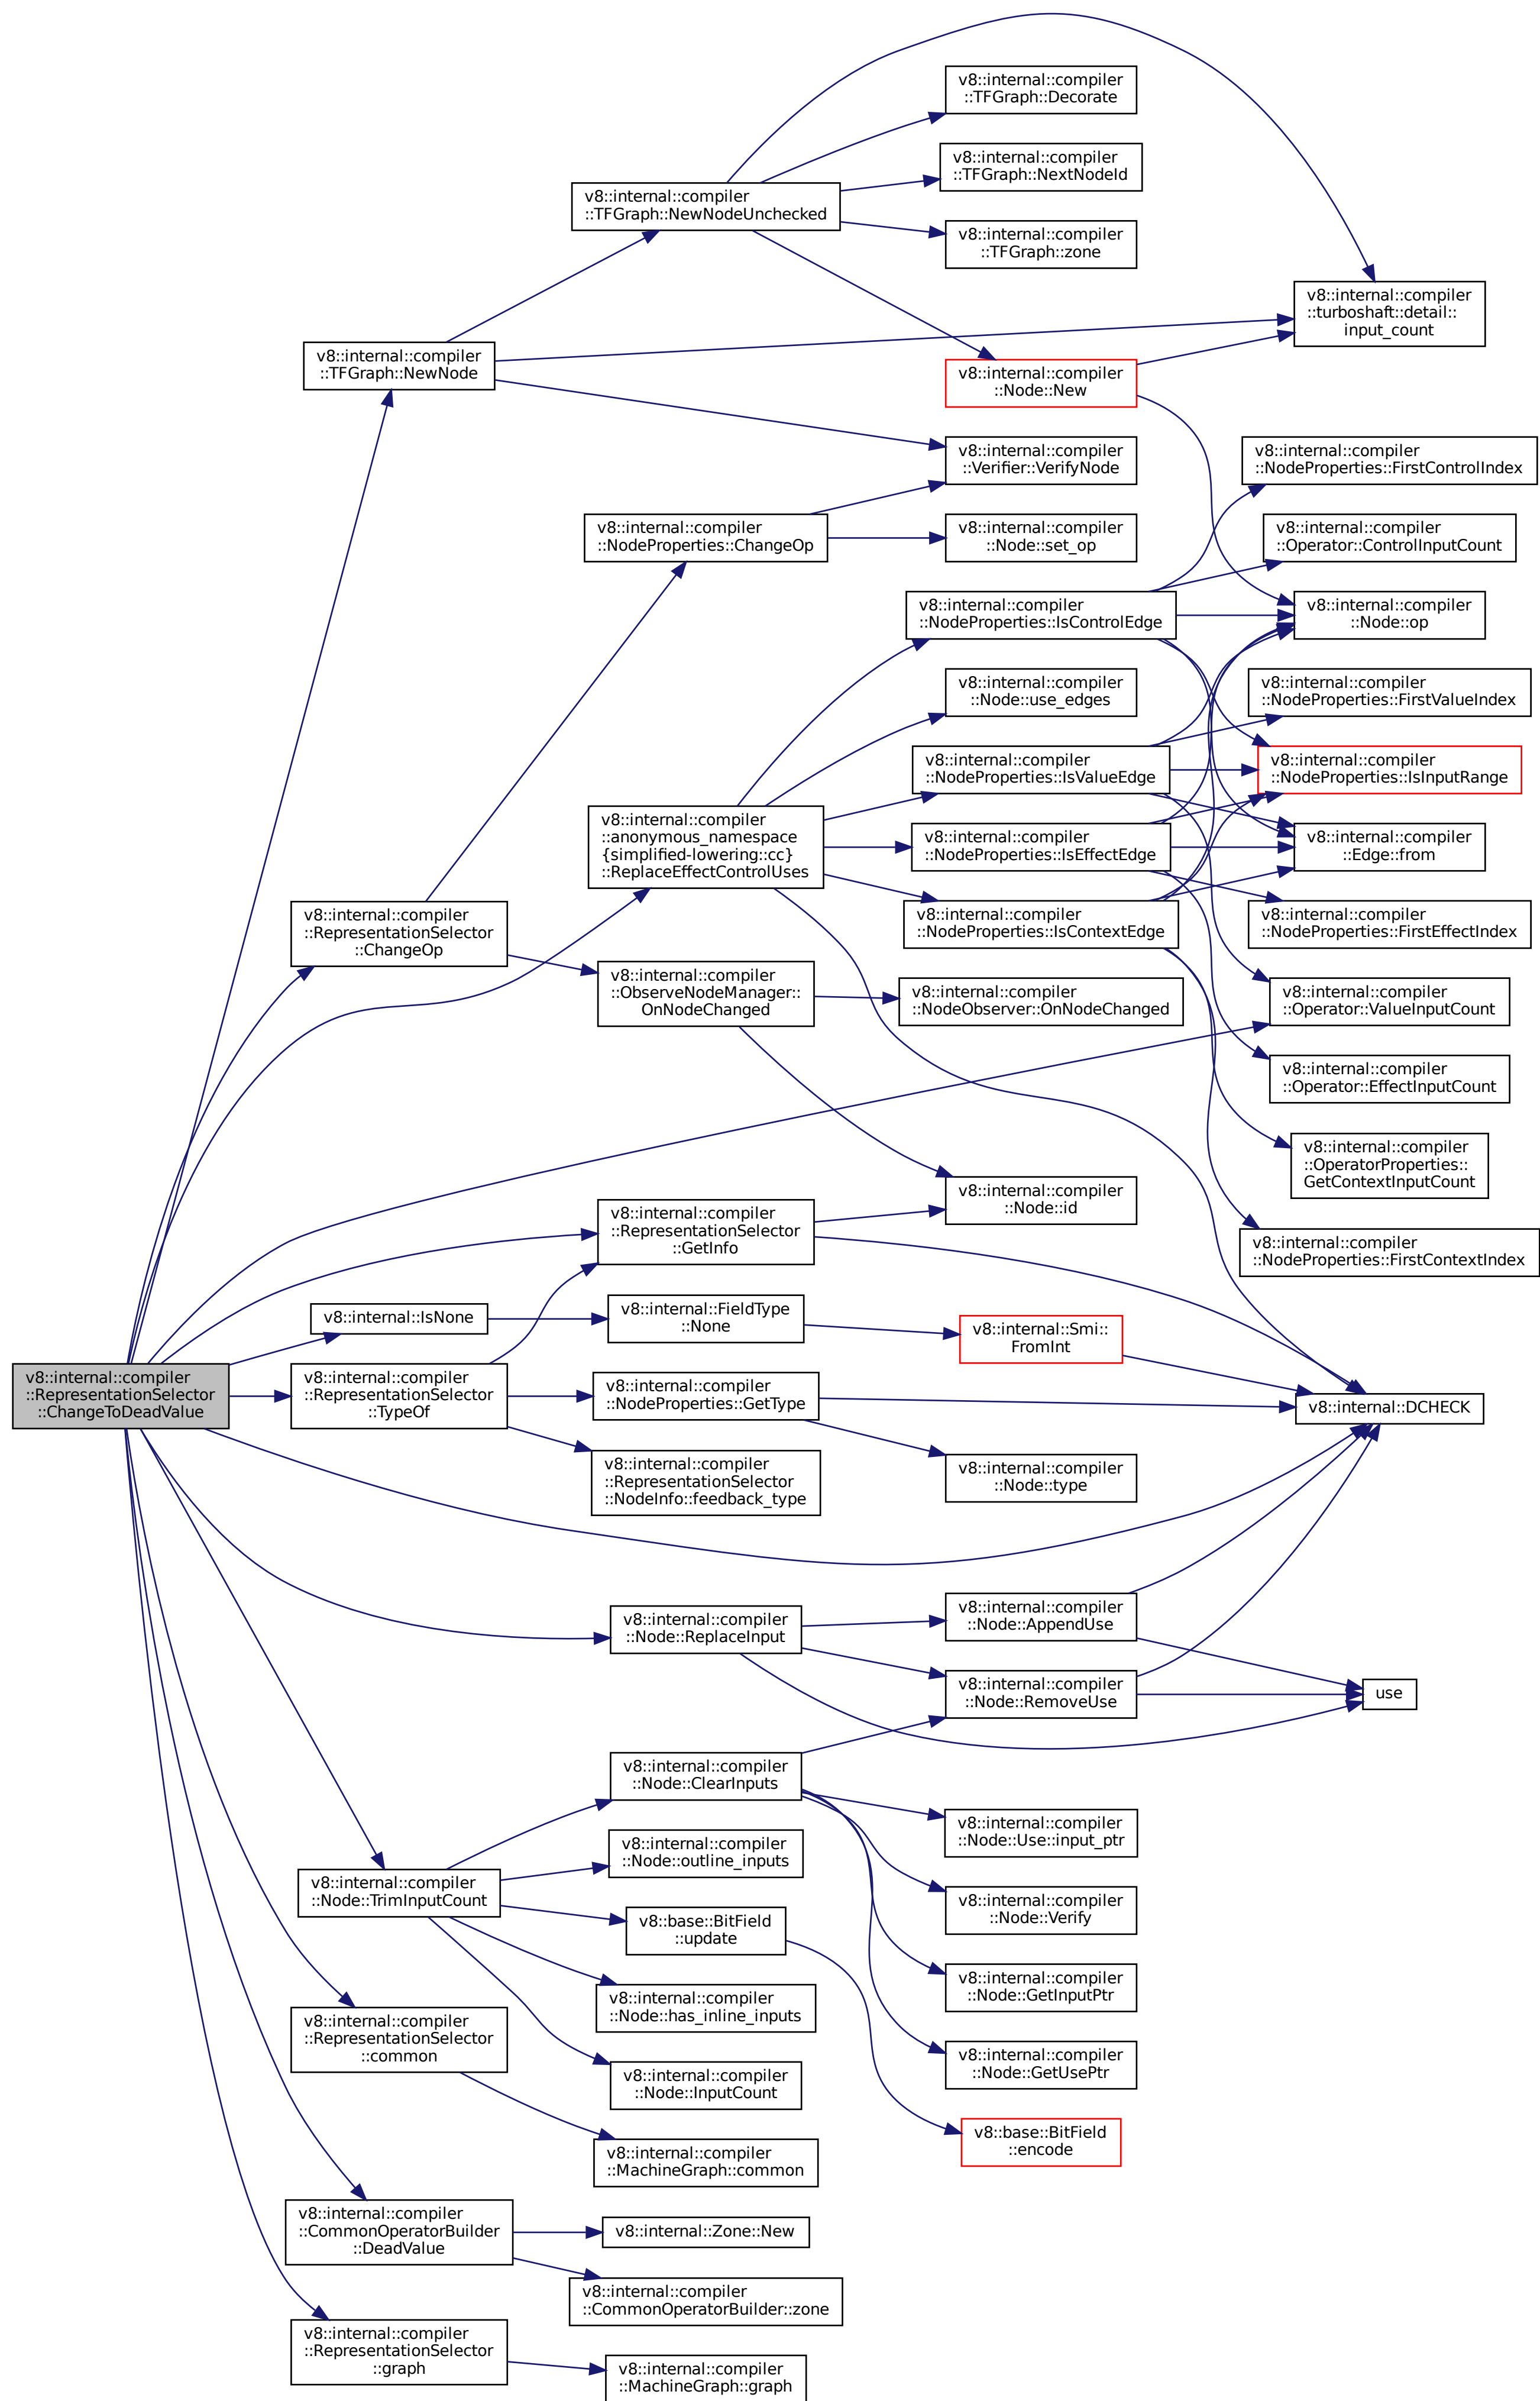 v8::internal::compiler
::TFGraph::Decorate
v8::internal::compiler
::TFGraph::NextNodeId
v8::internal::compiler
::TFGraph::NewNodeUnchecked
v8::internal::compiler
::TFGraph::zone
v8::internal::compiler
::turboshaft::detail::
input_count
v8::internal::compiler
::TFGraph::NewNode
v8::internal::compiler
::Node::New
v8::internal::compiler
::Verifier::VerifyNode
v8::internal::compiler
::NodeProperties::FirstControlIndex
v8::internal::compiler
::NodeProperties::ChangeOp
v8::internal::compiler
::Node::set_op
v8::internal::compiler
::Operator::ControlInputCount
v8::internal::compiler
::NodeProperties::IsControlEdge
v8::internal::compiler
::Node::op
v8::internal::compiler
::Node::use_edges
v8::internal::compiler
::NodeProperties::FirstValueIndex
v8::internal::compiler
::NodeProperties::IsValueEdge
v8::internal::compiler
::NodeProperties::IsInputRange
v8::internal::compiler
::anonymous_namespace
{simplified-lowering::cc}
::ReplaceEffectControlUses
v8::internal::compiler
::NodeProperties::IsEffectEdge
v8::internal::compiler
::Edge::from
v8::internal::compiler
::RepresentationSelector
::ChangeOp
v8::internal::compiler
::NodeProperties::IsContextEdge
v8::internal::compiler
::NodeProperties::FirstEffectIndex
v8::internal::compiler
::ObserveNodeManager::
OnNodeChanged
v8::internal::compiler
::NodeObserver::OnNodeChanged
v8::internal::compiler
::Operator::ValueInputCount
v8::internal::compiler
::Operator::EffectInputCount
v8::internal::compiler
::OperatorProperties::
GetContextInputCount
v8::internal::compiler
::Node::id
v8::internal::compiler
::RepresentationSelector
::GetInfo
v8::internal::compiler
::NodeProperties::FirstContextIndex
v8::internal::IsNone
v8::internal::FieldType
::None
v8::internal::Smi::
FromInt
v8::internal::compiler
::RepresentationSelector
::ChangeToDeadValue
v8::internal::compiler
::RepresentationSelector
::TypeOf
v8::internal::compiler
::NodeProperties::GetType
v8::internal::DCHECK
v8::internal::compiler
::RepresentationSelector
::NodeInfo::feedback_type
v8::internal::compiler
::Node::type
v8::internal::compiler
::Node::ReplaceInput
v8::internal::compiler
::Node::AppendUse
v8::internal::compiler
::Node::RemoveUse
use
v8::internal::compiler
::Node::ClearInputs
v8::internal::compiler
::Node::Use::input_ptr
v8::internal::compiler
::Node::outline_inputs
v8::internal::compiler
::Node::TrimInputCount
v8::internal::compiler
::Node::Verify
v8::base::BitField
::update
v8::internal::compiler
::Node::GetInputPtr
v8::internal::compiler
::Node::has_inline_inputs
v8::internal::compiler
::RepresentationSelector
::common
v8::internal::compiler
::Node::GetUsePtr
v8::internal::compiler
::Node::InputCount
v8::base::BitField
::encode
v8::internal::compiler
::MachineGraph::common
v8::internal::compiler
::CommonOperatorBuilder
::DeadValue
v8::internal::Zone::New
v8::internal::compiler
::CommonOperatorBuilder::zone
v8::internal::compiler
::RepresentationSelector
::graph
v8::internal::compiler
::MachineGraph::graph